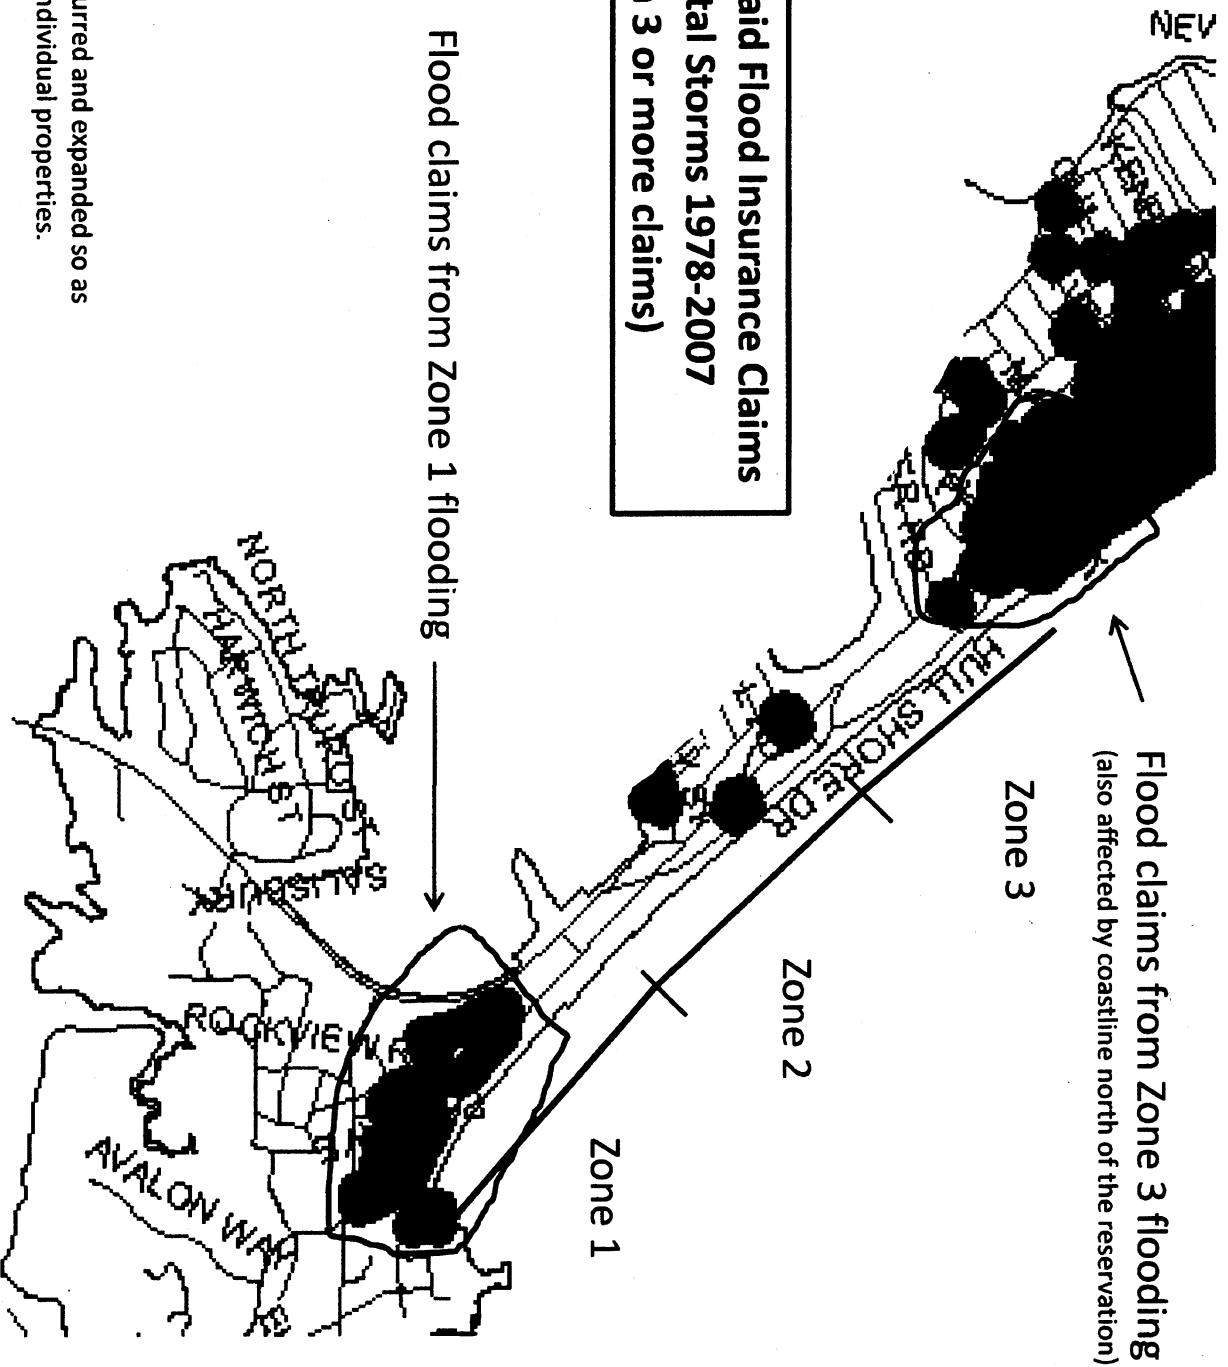 aid Flood Insurance Claims
tal Storms 1978-2007
3 or more claims)
Flood claims from Zone 3 flooding
(also affected by coastline north of the reservation)
Zone 3
Zone 2
Zone 1
Flood claims from Zone 1 flooding
urred and expanded so as
ndividual properties.
HULL SHORE DR
NORTH
HARWICH ST
SALISBURY
ROCKVIEW R
AVALON WA